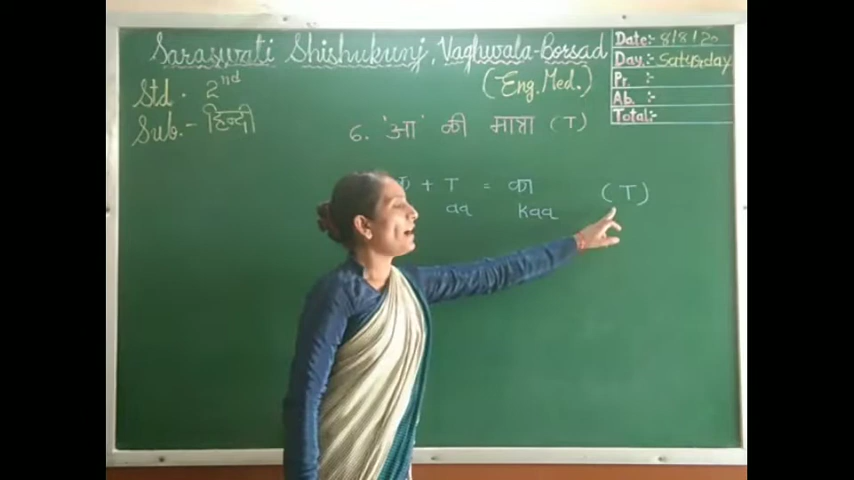 Saraswati Shishukunj, Vaghwala-Borsad
(Eng. Med.)
Std. 2nd
Sub.- हिन्दी
Date:- 8/8/20
Day:- Saturday
Pr. :-
Ab. :-
Total:-
6. 'आ' की मात्रा (ा)
+ ा = का (ा)
aa kaa